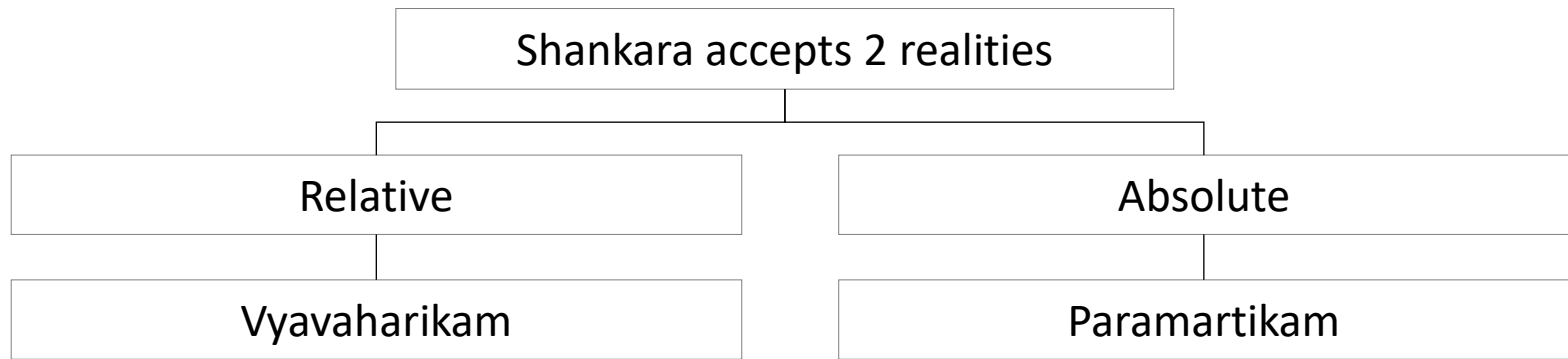 Shankara accepts 2 realities
Relative
Absolute
Vyavaharikam
Paramartikam